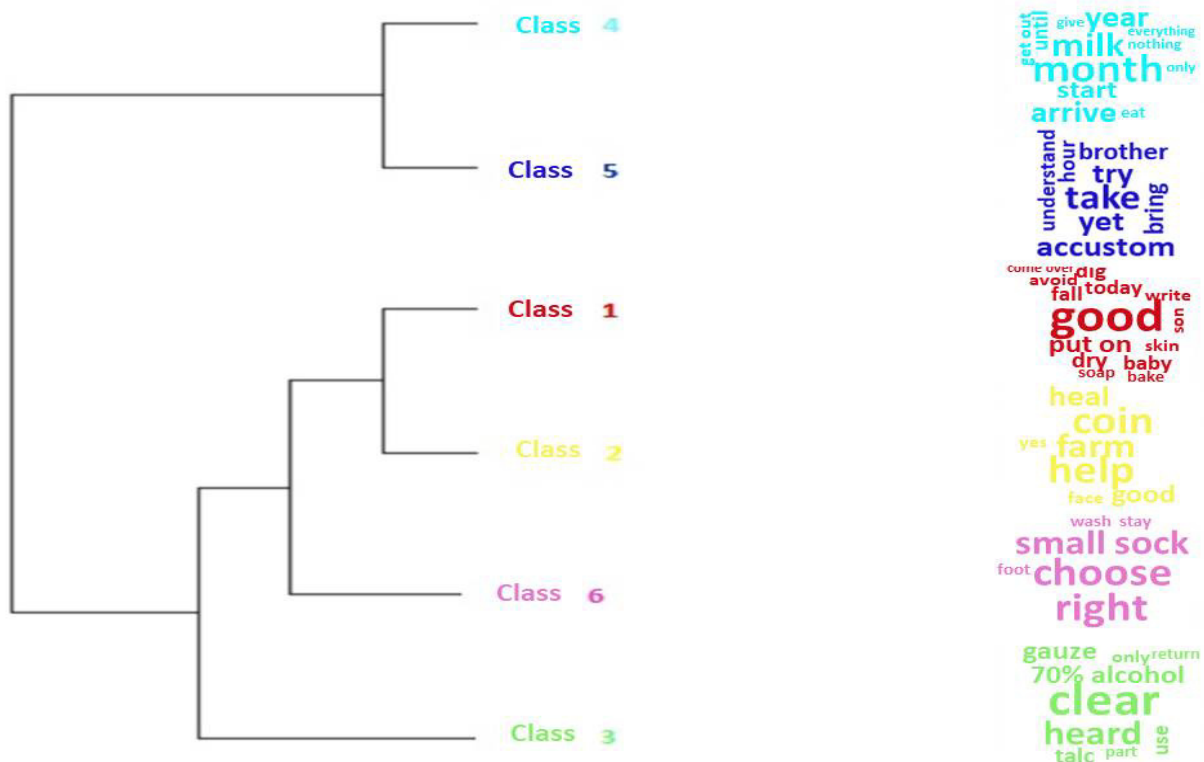 Class 4
give year
everything
get out
until
milk nothing
month only
start
arrive eat
Class 5
understand
hour
brother
try
take
bring
yet
accustom
Class 1
come over dig
avoid
fall today write
good
son
put on skin
dry baby
soap bake
Class 2
heal
coin
yes farm
help
face good
Class 6
wash stay
small sock
foot choose
right
Class 3
gauze only return
70% alcohol
clear
heard
use
talc part